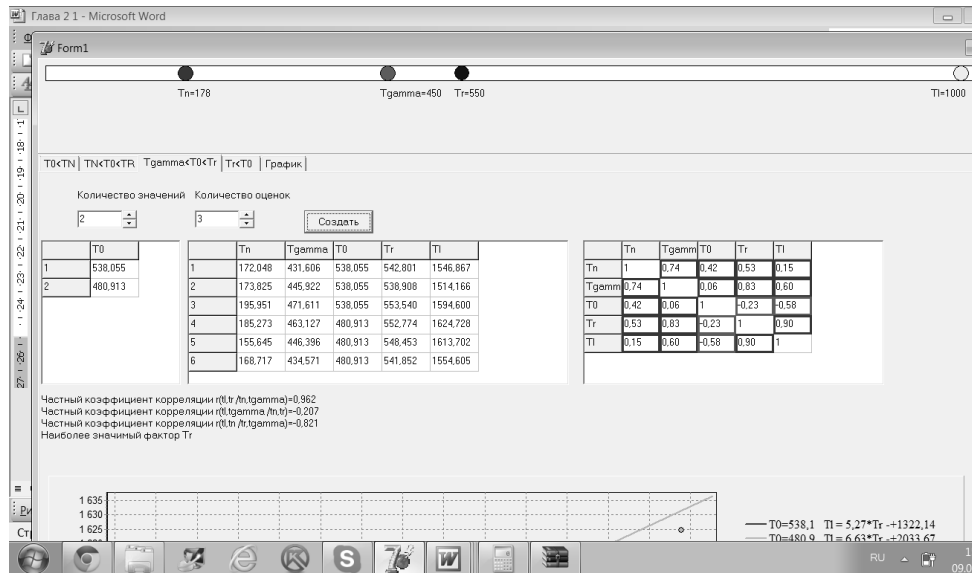 Глава 2 1 - Microsoft Word
Form1
Tn=178 Tgamma=450 Tr=550 Tl=1000
T0<TN TN<T0<TR Tgamma<T0<Tr Tr<T0 График
Количество значений Количество оценок
2 3 Создать
T0
1 538,055
2 480,913
Tn Tgamma T0 Tr Tl
1 172,048 431,606 538,055 542,801 1546,867
2 173,825 445,922 538,055 538,908 1514,166
3 195,951 471,611 538,055 553,540 1594,600
4 185,273 463,127 480,913 552,774 1624,728
5 155,645 446,396 480,913 548,453 1613,702
6 168,717 434,571 480,913 541,852 1554,605
Tn Tgamm T0 Tr Tl
Tn 1 0,74 0,42 0,53 0,15
Tgamm 0,74 1 0,06 0,83 0,60
T0 0,42 0,06 1 -0,23 -0,58
Tr 0,53 0,83 -0,23 1 0,90
Tl 0,15 0,60 -0,58 0,90 1
Частный коэффициент корреляции r(tl,tr /tn,tgamma)=0,962
Частный коэффициент корреляции r(tl,tgamma /tn,tr)=-0,207
Частный коэффициент корреляции r(tl,tn /tr,tgamma)=-0,821
Наиболее значимый фактор Tr
1 635
1 630
1 625
T0=538,1 Tl = 5,27*Tr -+1322,14
T0=480,9 Tl = 6,63*Tr -+2033,67
RU